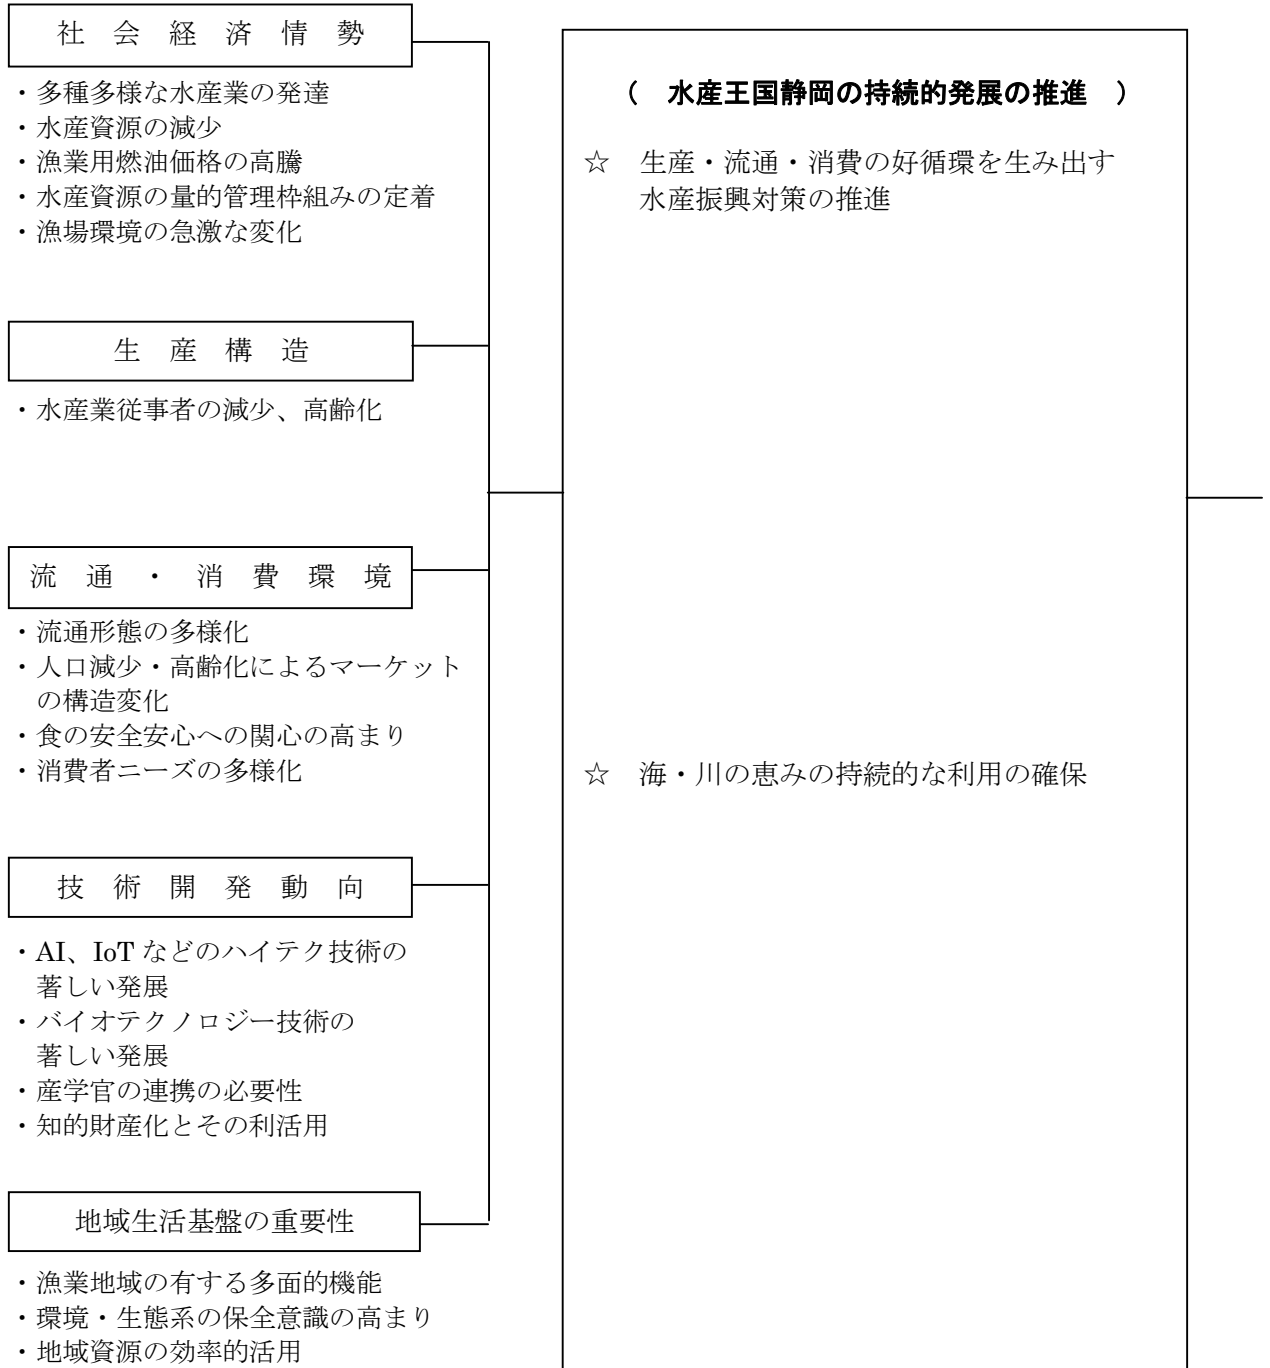 社　会　経　済　情　勢
・多種多様な水産業の発達
・水産資源の減少
・漁業用燃油価格の高騰
・水産資源の量的管理枠組みの定着
・漁場環境の急激な変化
生　産　構　造
・水産業従事者の減少、高齢化
流　通　・　消　費　環　境
・流通形態の多様化
・人口減少・高齢化によるマーケット
の構造変化
・食の安全安心への関心の高まり
・消費者ニーズの多様化
技　術　開　発　動　向
・AI、IoT などのハイテク技術の
著しい発展
・バイオテクノロジー技術の
著しい発展
・産学官の連携の必要性
・知的財産化とその利活用
地域生活基盤の重要性
・漁業地域の有する多面的機能
・環境・生態系の保全意識の高まり
・地域資源の効率的活用
（　水産王国静岡の持続的発展の推進　）
☆　生産・流通・消費の好循環を生み出す
水産振興対策の推進
☆　海・川の恵みの持続的な利用の確保